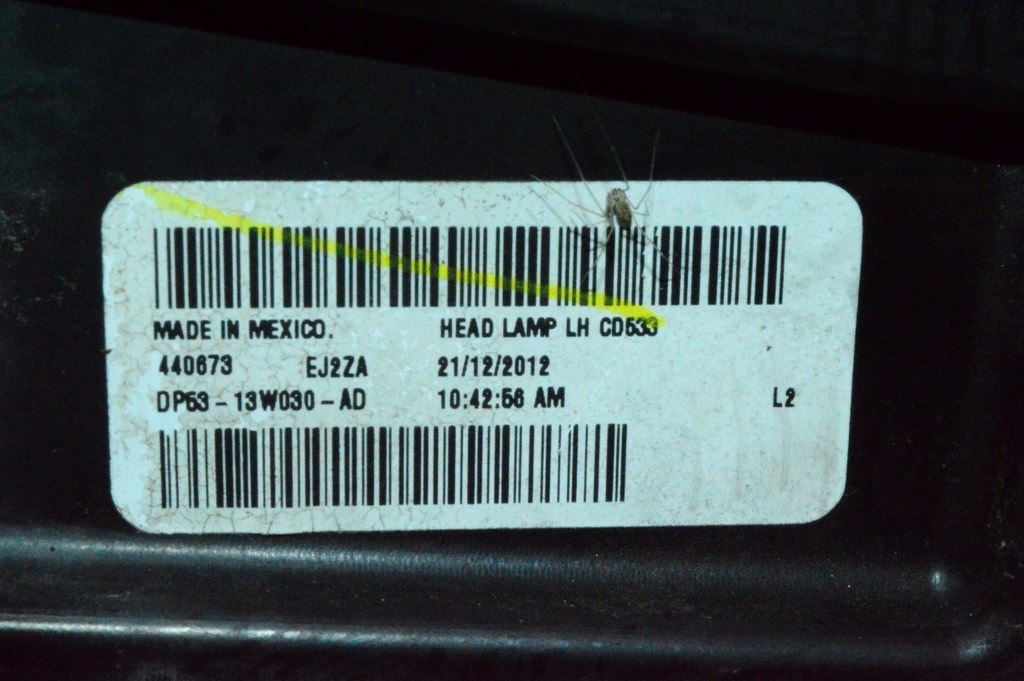 MADE IN MEXICO. HEAD LAMP LH CD533
440673 EJ2ZA 21/12/2012
DP53-13W030-AD 10:42:56 AM L2